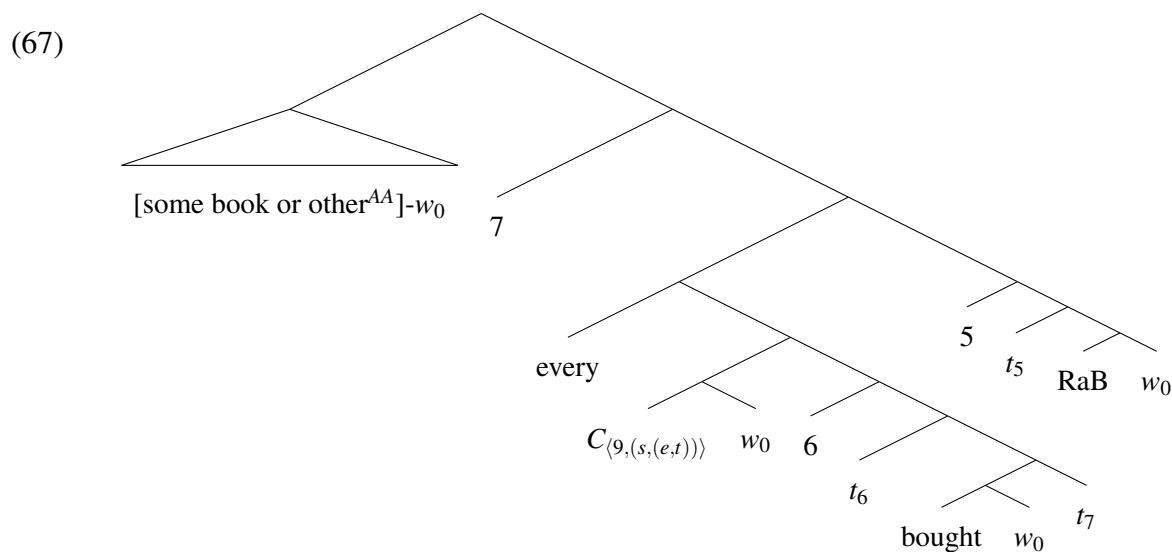 (67)
[some book or other^{AA}]-w_0
7
every
5
t_5
RaB
w_0
C_{⟨9,(s,(e,t))⟩}
w_0
6
t_6
bought
w_0
t_7